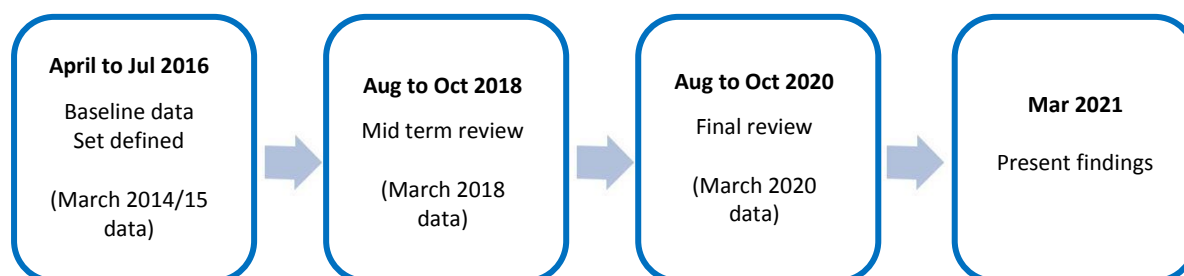 April to Jul 2016
Baseline data
Set defined
(March 2014/15
data)
Aug to Oct 2018
Mid term review
(March 2018
data)
Aug to Oct 2020
Final review
(March 2020
data)
Mar 2021
Present findings